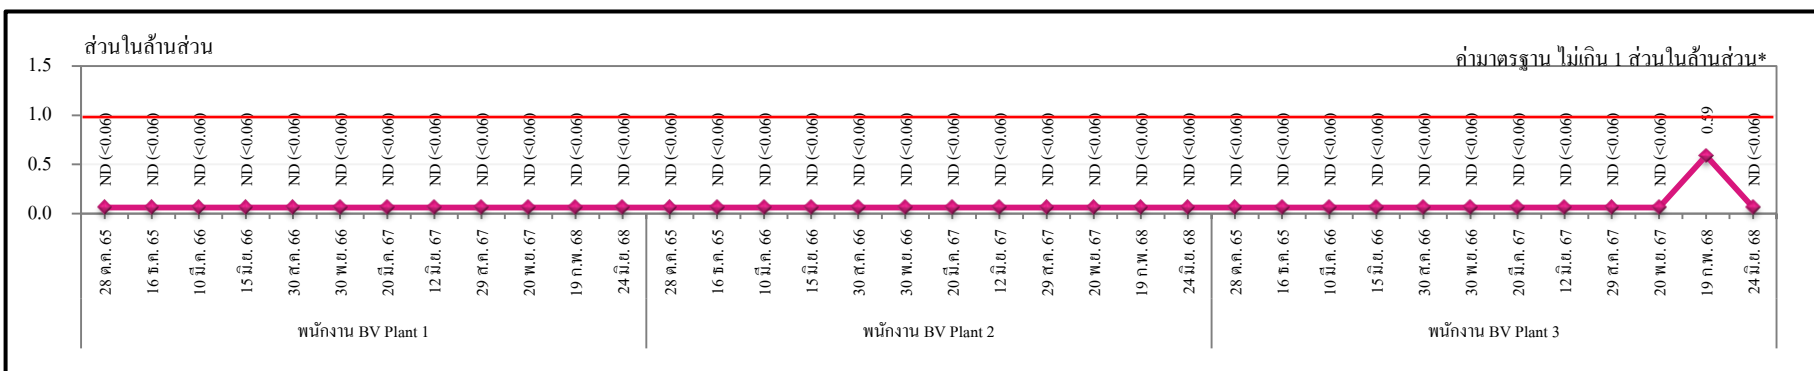 ส่วนในล้านส่วน
ค่ามาตรฐาน ไม่เกิน 1 ส่วนในล้านส่วน*
1.5
1.0
0.5
0.0
ND (<0.06) ND (<0.06) ND (<0.06) ND (<0.06) ND (<0.06) ND (<0.06) ND (<0.06) ND (<0.06) ND (<0.06) ND (<0.06) ND (<0.06) ND (<0.06) ND (<0.06) ND (<0.06) ND (<0.06) ND (<0.06) ND (<0.06) ND (<0.06) ND (<0.06) ND (<0.06) ND (<0.06) ND (<0.06) ND (<0.06) ND (<0.06) ND (<0.06) ND (<0.06) ND (<0.06) ND (<0.06) ND (<0.06) ND (<0.06) ND (<0.06) ND (<0.06) ND (<0.06) ND (<0.06) 0.59 ND (<0.06)
28 ต.ค. 65 16 ธ.ค. 65 10 มี.ค. 66 15 มิ.ย. 66 30 ส.ค. 66 30 พ.ย. 66 20 มี.ค. 67 12 มิ.ย. 67 29 ส.ค. 67 20 พ.ย. 67 19 ก.พ. 68 24 มิ.ย. 68 28 ต.ค. 65 16 ธ.ค. 65 10 มี.ค. 66 15 มิ.ย. 66 30 ส.ค. 66 30 พ.ย. 66 20 มี.ค. 67 12 มิ.ย. 67 29 ส.ค. 67 20 พ.ย. 67 19 ก.พ. 68 24 มิ.ย. 68 28 ต.ค. 65 16 ธ.ค. 65 10 มี.ค. 66 15 มิ.ย. 66 30 ส.ค. 66 30 พ.ย. 66 20 มี.ค. 67 12 มิ.ย. 67 29 ส.ค. 67 20 พ.ย. 67 19 ก.พ. 68 24 มิ.ย. 68
พนักงาน BV Plant 1 พนักงาน BV Plant 2 พนักงาน BV Plant 3